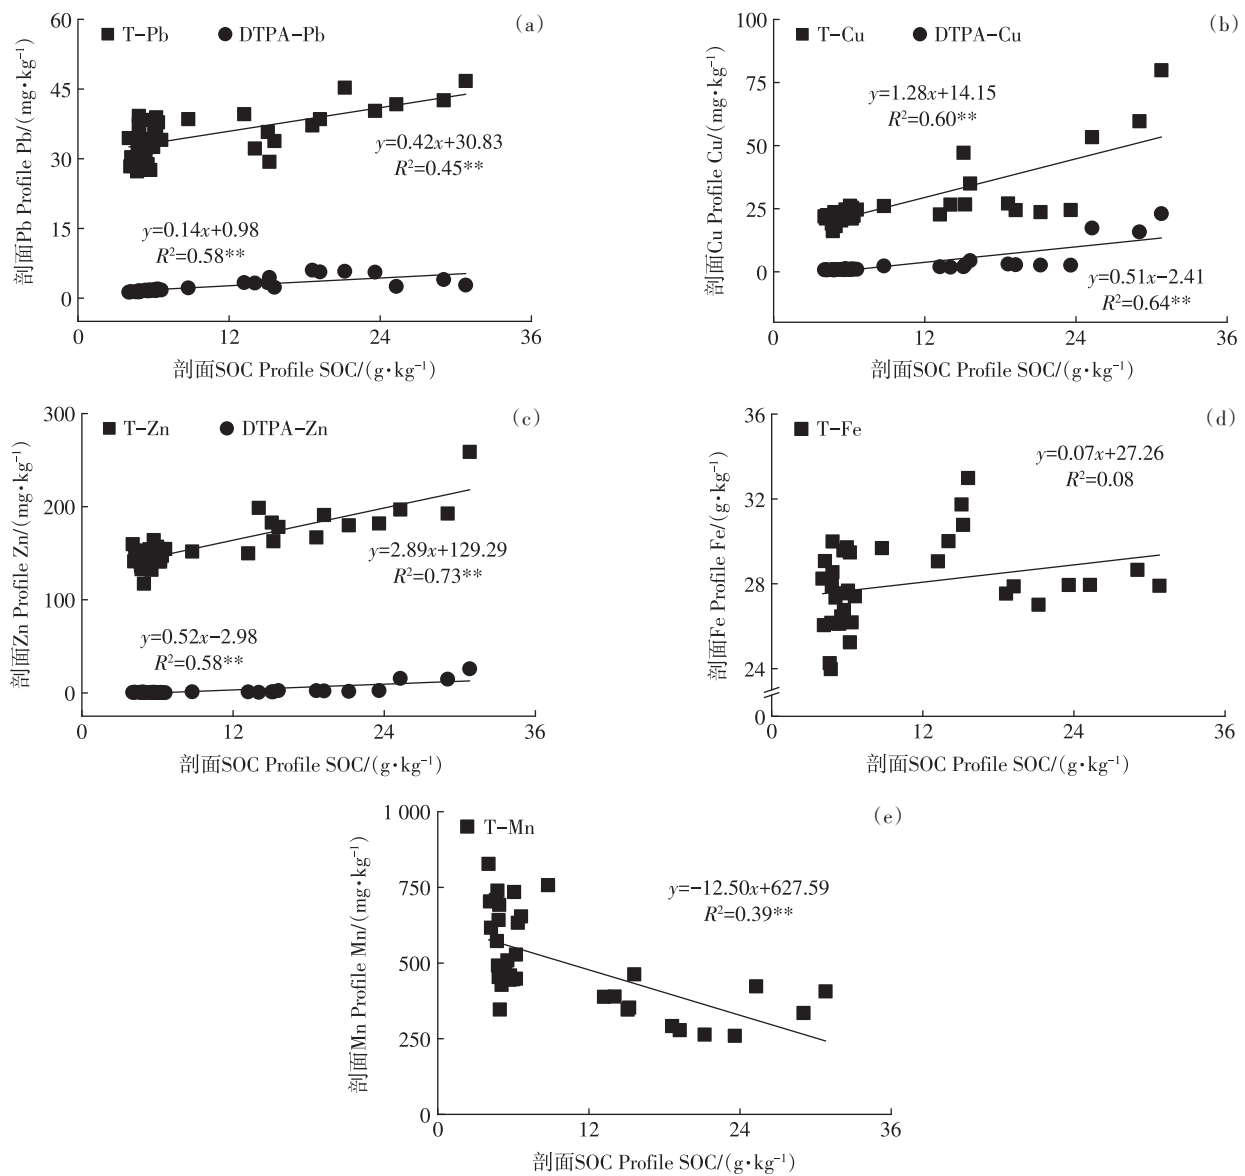 (a)
T-Pb DTPA-Pb
60
45
30
15
0
剖面Pb Profile Pb/(mg·kg⁻¹)
y=0.42x+30.83
R²=0.45**
y=0.14x+0.98
R²=0.58**
0 12 24 36
剖面SOC Profile SOC/(g·kg⁻¹)
(b)
T-Cu DTPA-Cu
100
75
50
25
0
剖面Cu Profile Cu/(mg·kg⁻¹)
y=1.28x+14.15
R²=0.60**
y=0.51x-2.41
R²=0.64**
0 12 24 36
剖面SOC Profile SOC/(g·kg⁻¹)
(c)
T-Zn DTPA-Zn
300
200
100
0
剖面Zn Profile Zn/(mg·kg⁻¹)
y=2.89x+129.29
R²=0.73**
y=0.52x-2.98
R²=0.58**
0 12 24 36
剖面SOC Profile SOC/(g·kg⁻¹)
(d)
T-Fe
36
32
28
24
0
剖面Fe Profile Fe/(g·kg⁻¹)
y=0.07x+27.26
R²=0.08
0 12 24 36
剖面SOC Profile SOC/(g·kg⁻¹)
(e)
T-Mn
1 000
750
500
250
0
剖面Mn Profile Mn/(mg·kg⁻¹)
y=-12.50x+627.59
R²=0.39**
0 12 24 36
剖面SOC Profile SOC/(g·kg⁻¹)